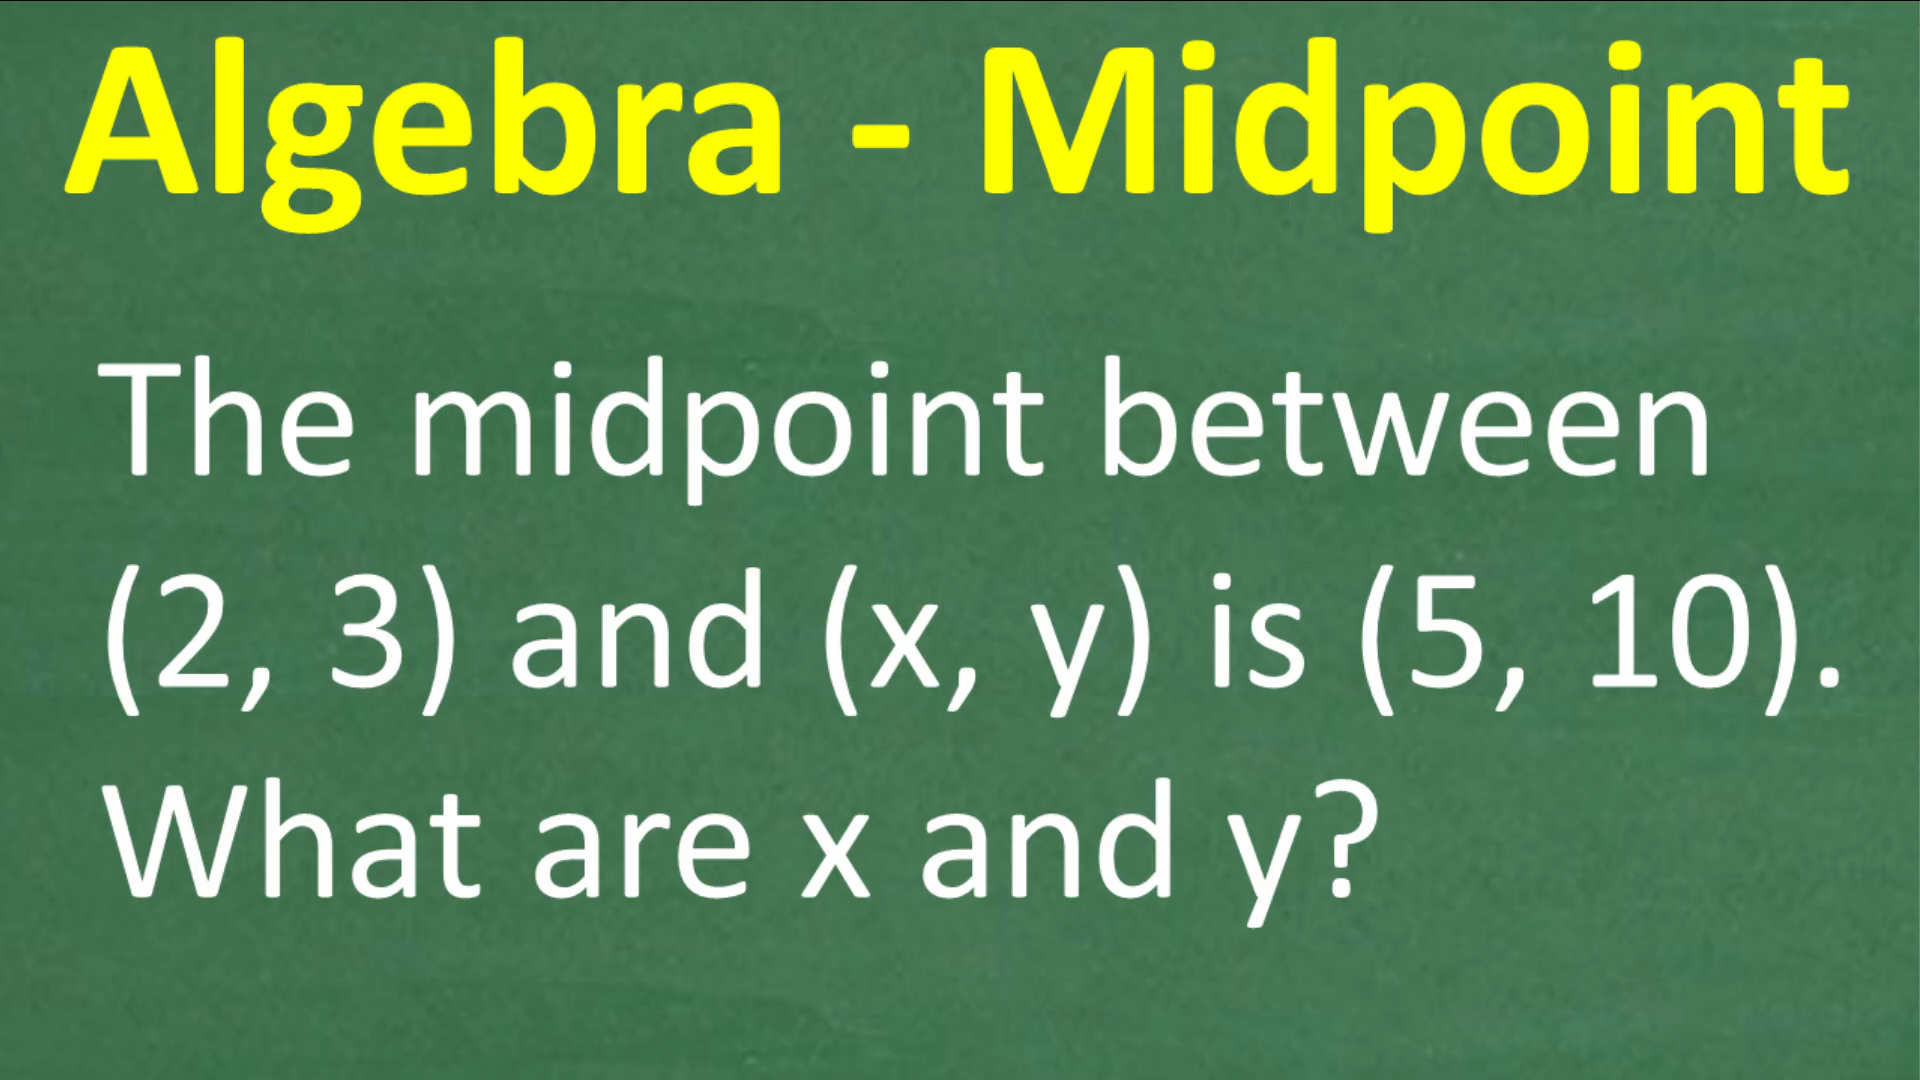 Algebra - Midpoint
The midpoint between
(2, 3) and (x, y) is (5, 10).
What are x and y?